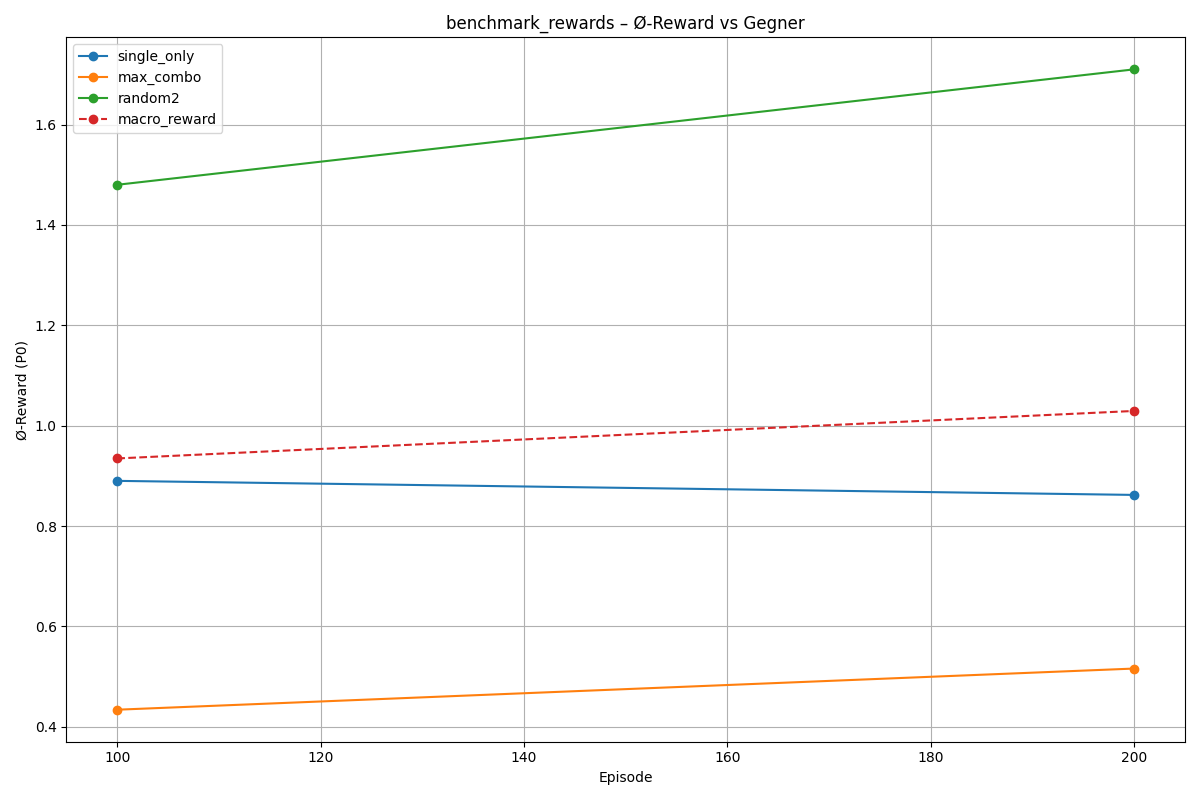 benchmark_rewards – Ø-Reward vs Gegner
single_only
max_combo
random2
macro_reward
Ø-Reward (P0)
1.6
1.4
1.2
1.0
0.8
0.6
0.4
100 120 140 160 180 200
Episode